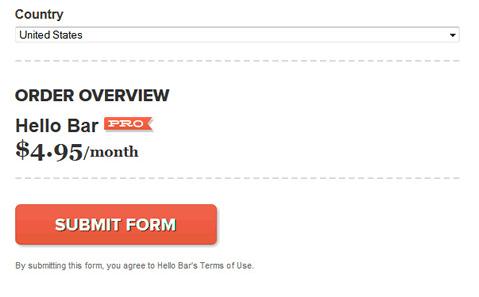 Country
United States
ORDER OVERVIEW
Hello Bar PRO
$4.95/month
SUBMIT FORM
By submitting this form, you agree to Hello Bar's Terms of Use.